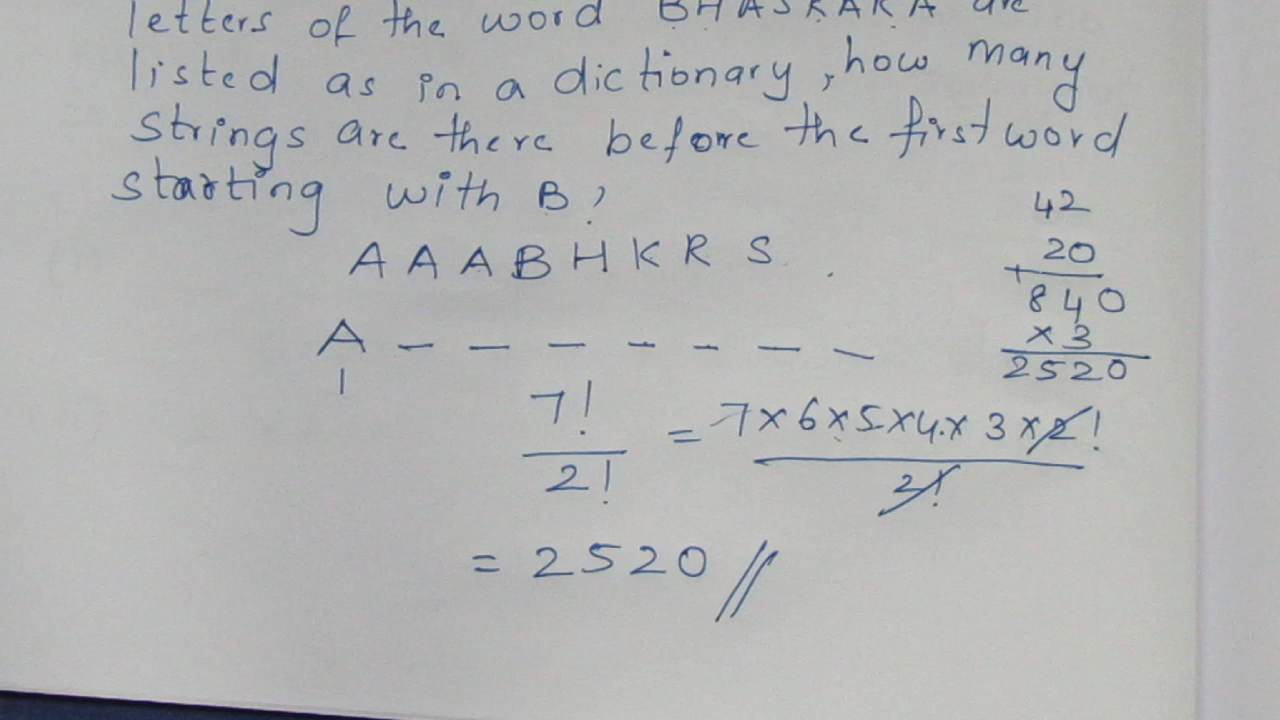 letters of the word BHASKARA are
listed as in a dictionary, how many
strings are there before the first word
starting with B?
A A A B H K R S
A _ _ _ _ _ _ _
1
7! / 2! = 7×6×5×4×3×2! / 2!
= 2520 //
42
20
+
840
×3
2520